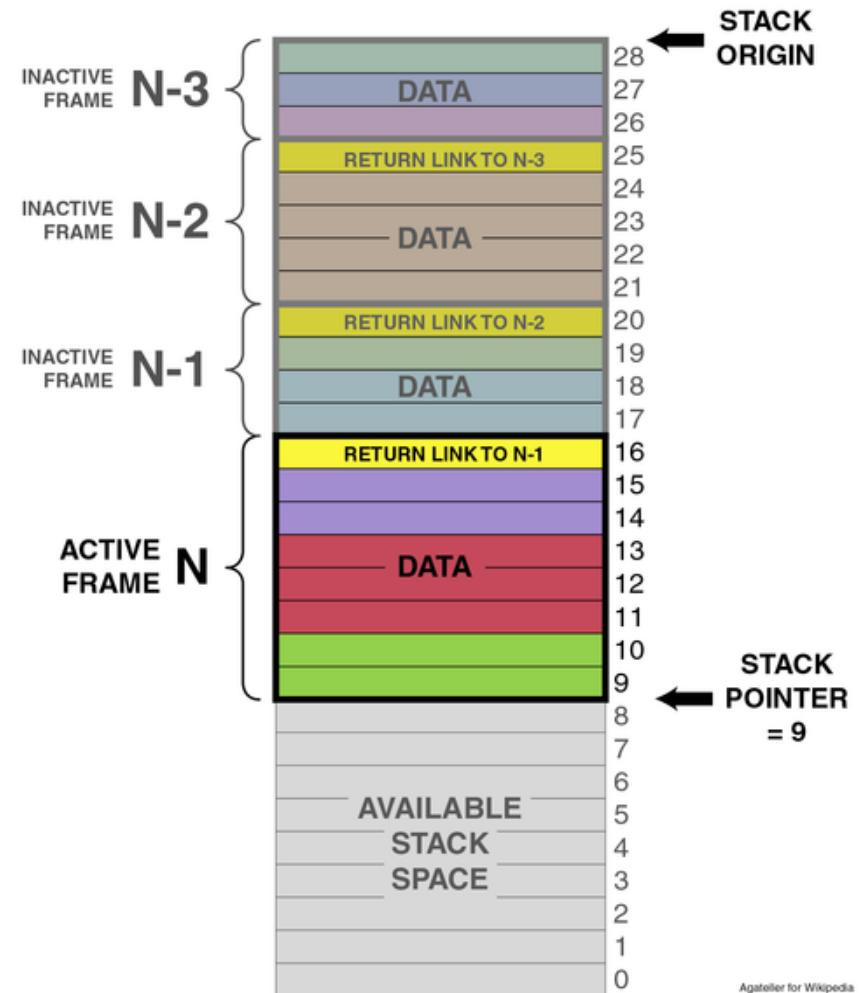 STACK
ORIGIN
28
INACTIVE
FRAME
N-3
DATA
27
26
RETURN LINK TO N-3
25
24
INACTIVE
FRAME
N-2
23
DATA
22
21
RETURN LINK TO N-2
20
19
INACTIVE
FRAME
N-1
DATA
18
17
RETURN LINK TO N-1
16
15
14
ACTIVE
FRAME
N
13
DATA
12
11
10
9
STACK
POINTER
= 9
8
7
6
AVAILABLE
5
STACK
4
SPACE
3
2
1
0
Agateller for Wikipedia